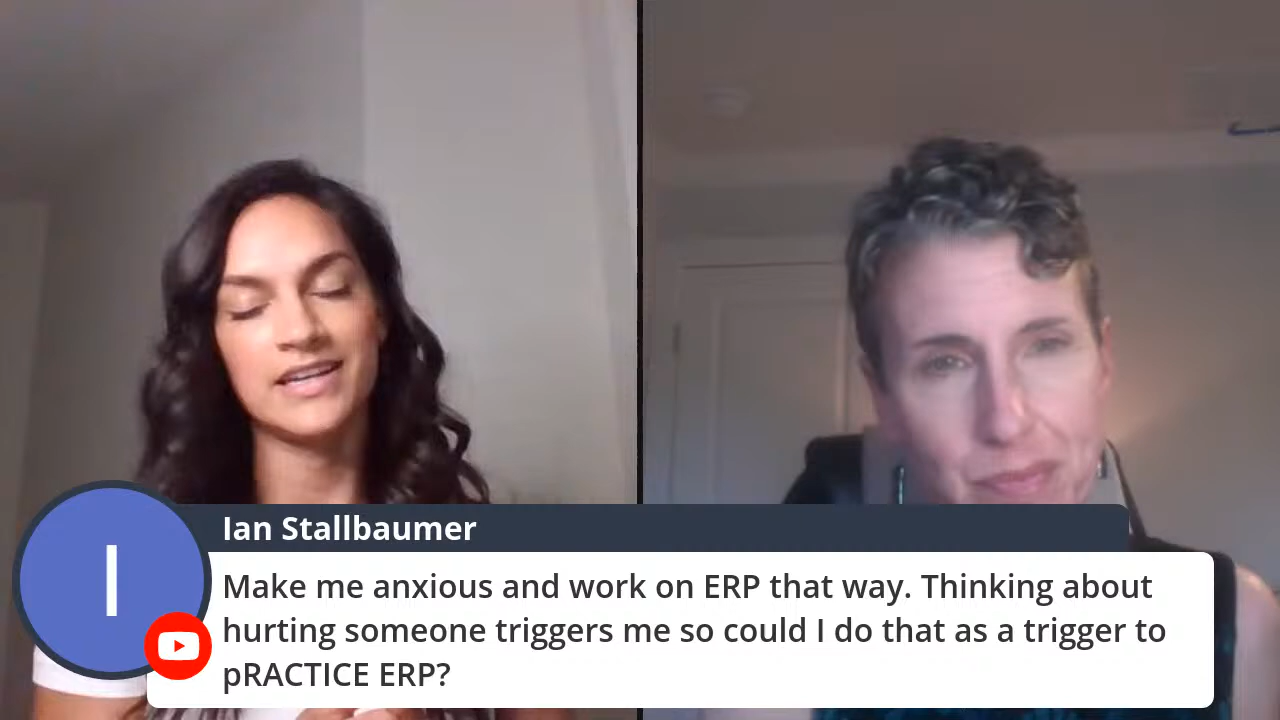 I
Ian Stallbaumer
Make me anxious and work on ERP that way. Thinking about
hurting someone triggers me so could I do that as a trigger to
pRACTICE ERP?